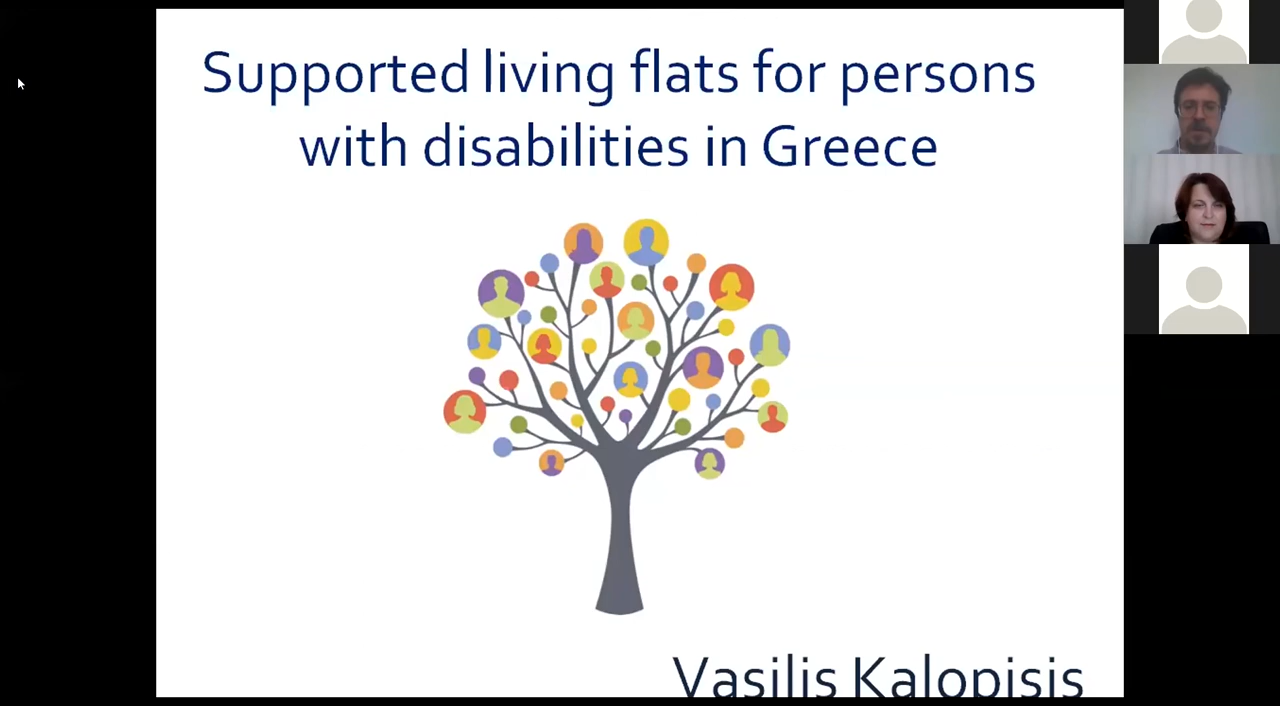 Supported living flats for persons
with disabilities in Greece
Vasilis Kalopisis